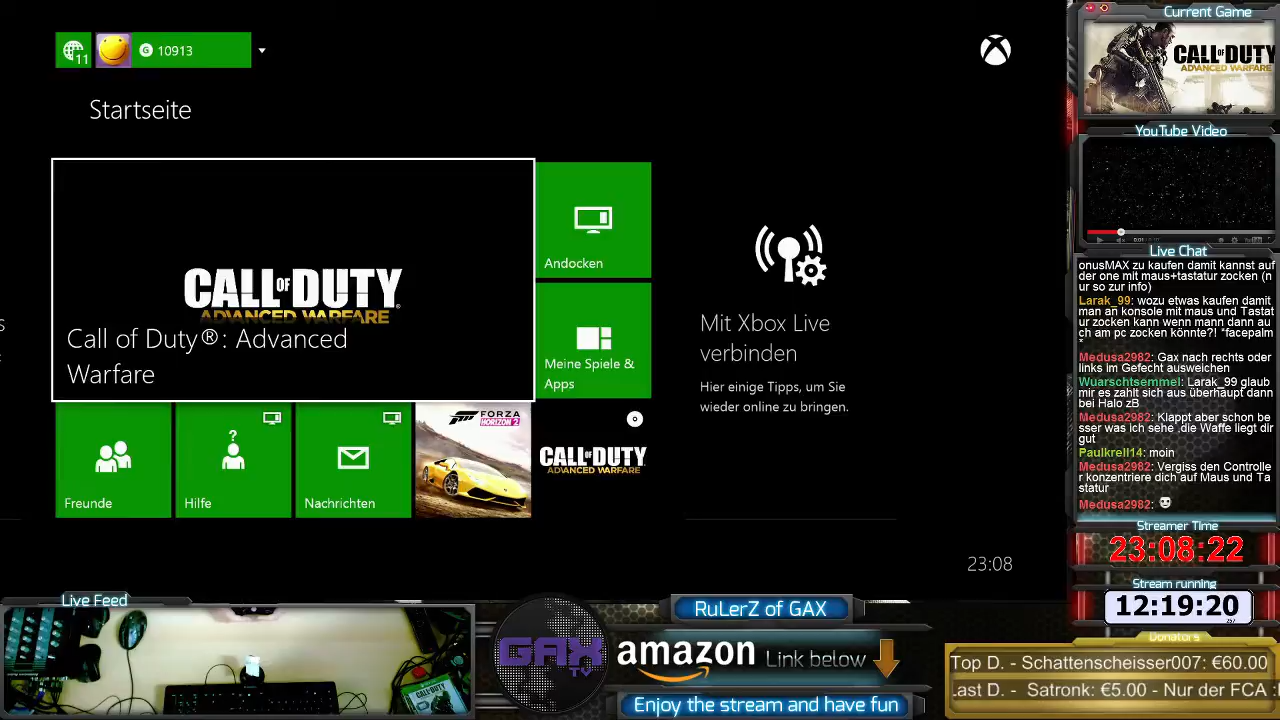 11
G 10913
Startseite
CALL OF DUTY®
ADVANCED WARFARE
Call of Duty®: Advanced
Warfare
Andocken
Meine Spiele &
Apps
Freunde
Hilfe
Nachrichten
FORZA
HORIZON 2
CALL OF DUTY
ADVANCED WARFARE
Mit Xbox Live
verbinden
Hier einige Tipps, um Sie
wieder online zu bringen.
23:08
Current Game
CALL OF DUTY
ADVANCED WARFARE
YouTube Video
Live Chat
onusMAX zu kaufen damit kannst auf
der one mit maus+tastatur zocken (n
ur so zur info)
Larak_99: wozu etwas kaufen damit
man an konsole mit maus und Tastat
ur zocken kann wenn mann dann au
ch am pc zocken könnte?! *facepalm
*
Medusa2982: Gax nach rechts oder
links im Gefecht ausweichen
Wuarschtsemmel: Larak_99 glaub
mir es zahlt sich aus überhaupt dann
bei Halo zB
Medusa2982: Klappt aber schon be
sser was ich sehe .die Waffe liegt dir
gut
Paulkrell14: moin
Medusa2982: Vergiss den Controlle
r konzentriere dich auf Maus und Ta
statur
Medusa2982:
Streamer Time
23:08:22
Stream running
12:19:20
Donators
Top D. - Schattenscheisser007: €60.00
Last D. - Satronk: €5.00 - Nur der FCA :
Live Feed
GAX
TV
RuLerZ of GAX
amazon Link below
Enjoy the stream and have fun